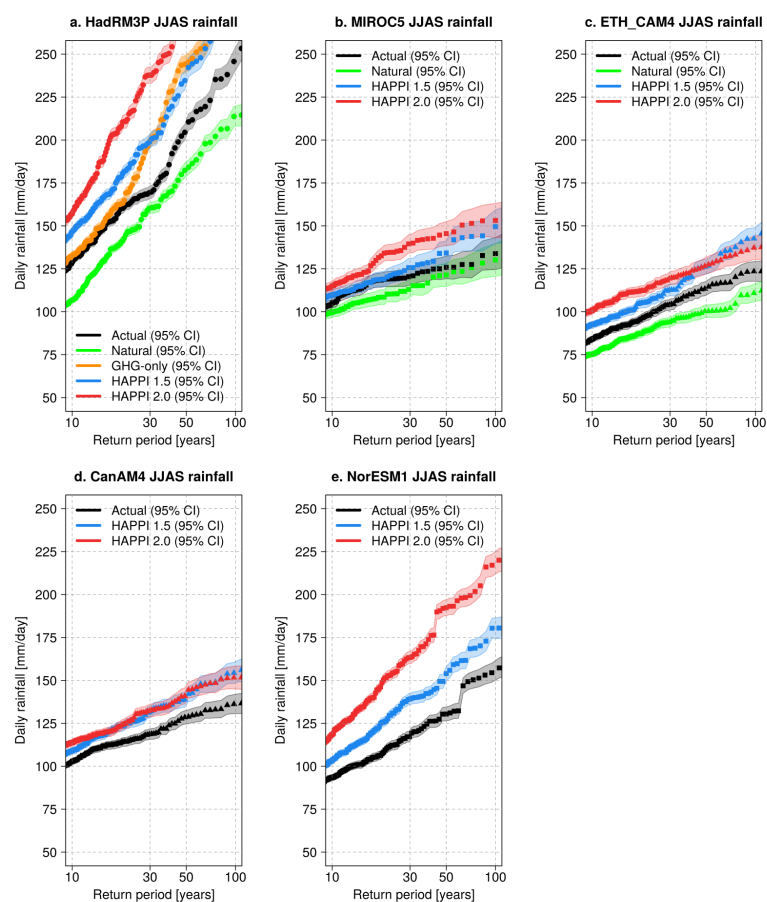 a. HadRM3P JJAS rainfall
Daily rainfall [mm/day]
250
225
200
175
150
125
100
75
50
Actual (95% CI)
Natural (95% CI)
GHG-only (95% CI)
HAPPI 1.5 (95% CI)
HAPPI 2.0 (95% CI)
10 30 50 100
Return period [years]
b. MIROC5 JJAS rainfall
Daily rainfall [mm/day]
250
225
200
175
150
125
100
75
50
Actual (95% CI)
Natural (95% CI)
HAPPI 1.5 (95% CI)
HAPPI 2.0 (95% CI)
10 30 50 100
Return period [years]
c. ETH_CAM4 JJAS rainfall
Daily rainfall [mm/day]
250
225
200
175
150
125
100
75
50
Actual (95% CI)
Natural (95% CI)
HAPPI 1.5 (95% CI)
HAPPI 2.0 (95% CI)
10 30 50 100
Return period [years]
d. CanAM4 JJAS rainfall
Daily rainfall [mm/day]
250
225
200
175
150
125
100
75
50
Actual (95% CI)
HAPPI 1.5 (95% CI)
HAPPI 2.0 (95% CI)
10 30 50 100
Return period [years]
e. NorESM1 JJAS rainfall
Daily rainfall [mm/day]
250
225
200
175
150
125
100
75
50
Actual (95% CI)
HAPPI 1.5 (95% CI)
HAPPI 2.0 (95% CI)
10 30 50 100
Return period [years]